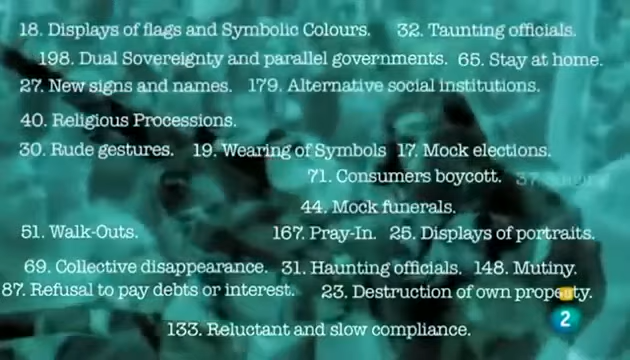 18. Displays of flags and Symbolic Colours. 32. Taunting officials.
198. Dual Sovereignty and parallel governments. 65. Stay at home.
27. New signs and names. 179. Alternative social institutions.
40. Religious Processions.
30. Rude gestures. 19. Wearing of Symbols 17. Mock elections.
71. Consumers boycott.
44. Mock funerals.
51. Walk-Outs. 167. Pray-In. 25. Displays of portraits.
69. Collective disappearance. 31. Haunting officials. 148. Mutiny.
87. Refusal to pay debts or interest. 23. Destruction of own property.
2
133. Reluctant and slow compliance.